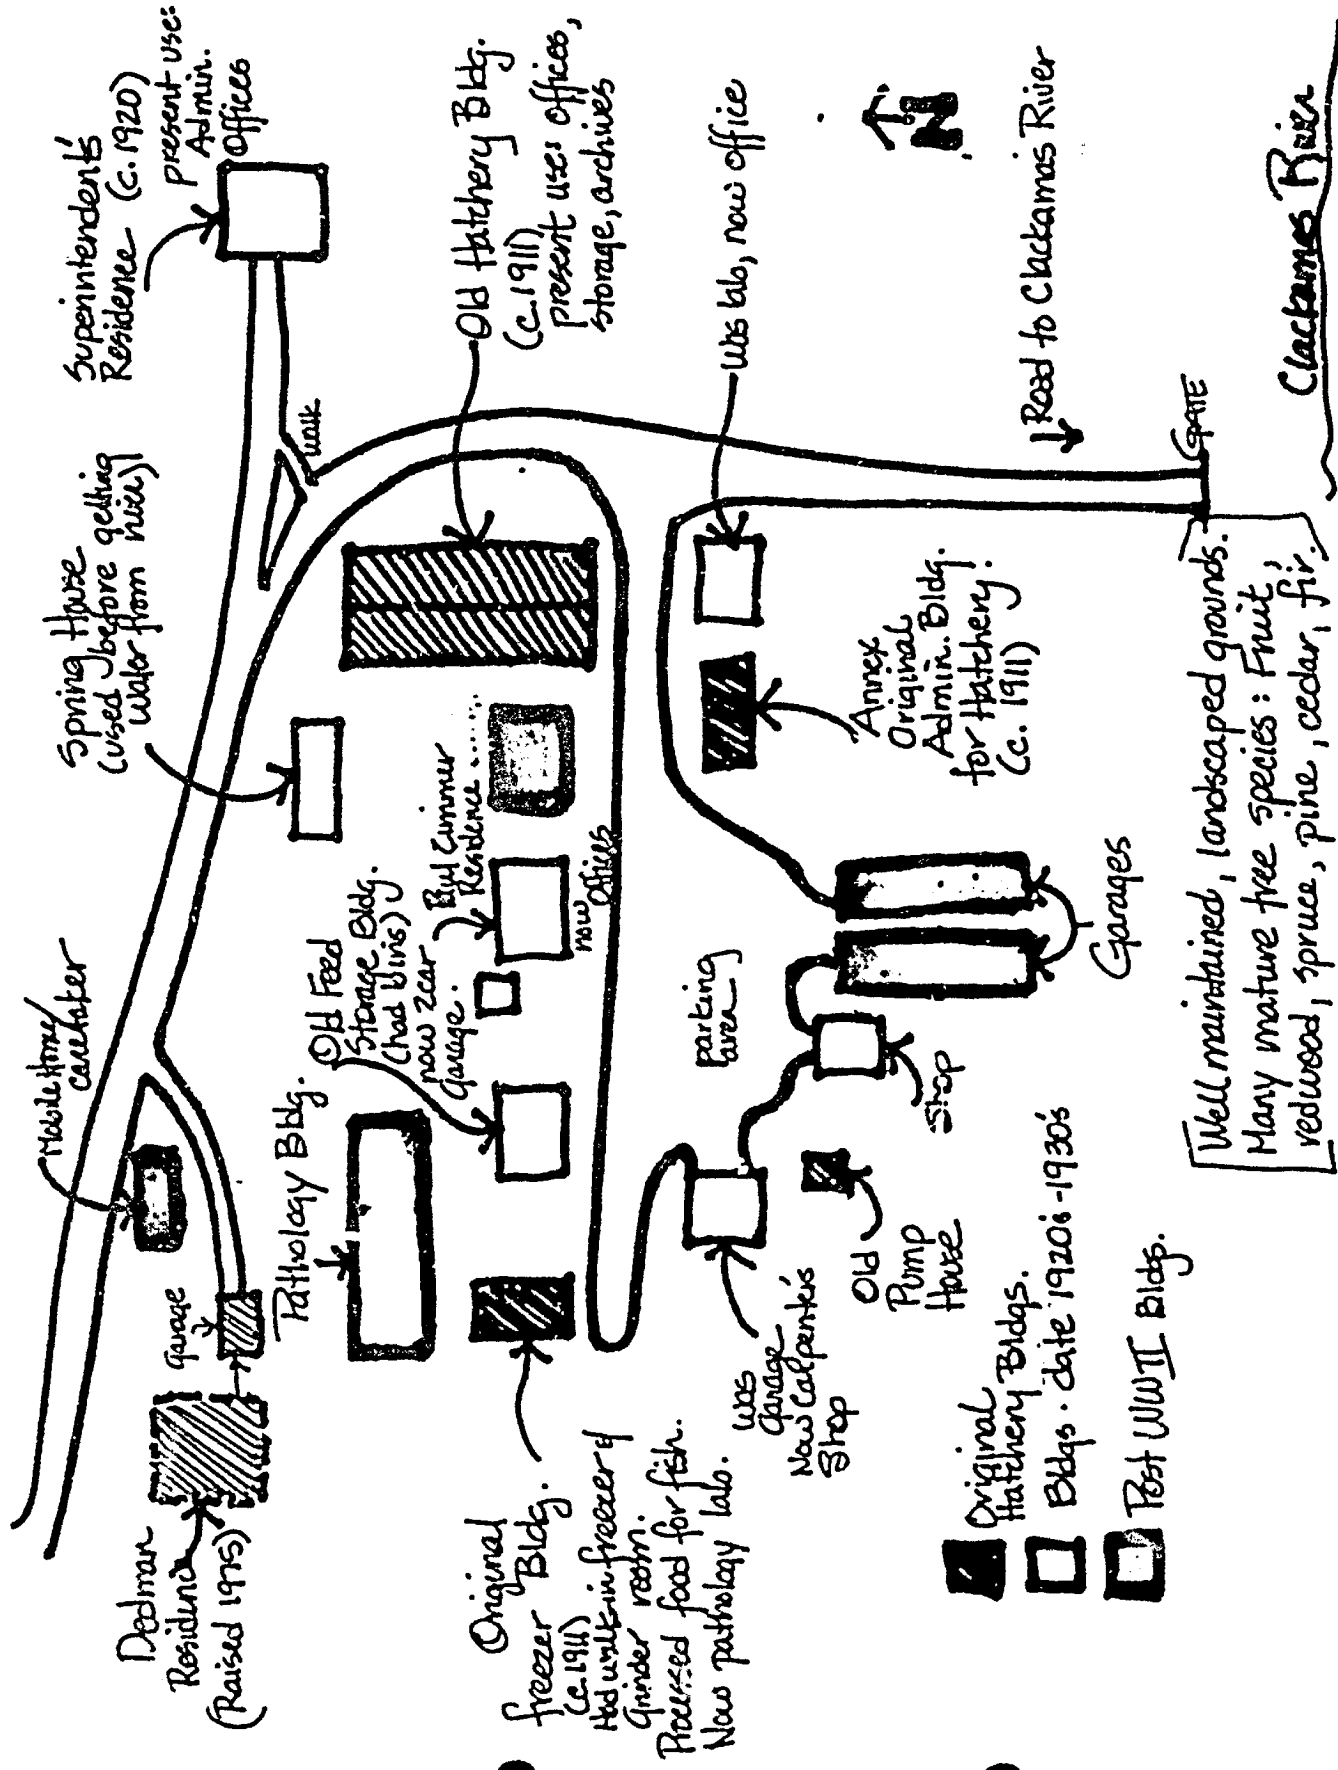 Superintendent's
Residence (c. 1920)
present use:
Admin.
Offices
Spring House
(used before getting
water from river)
walk
Mobile Home/
caretaker
garage
Dedman
Residence
(Raised 1975)
Old Hatchery Bldg.
(c. 1911)
present use: offices,
storage, archives
Pathology Bldg.
Old Feed
Storage Bldg.
(had bins)
now 2 car
garage.
Residence
now
offices
Original
freezer Bldg.
(c. 1911)
Had walk-in freezer &
Grinder room.
Processed food for fish.
Now pathology lab.
Was lab, now office
Annex
Original
Admin. Bldg.
for Hatchery.
(c. 1911)
parking
area
Was
Garage
Now Carpenter's
Shop
Old
Pump
House
Shop
Garages
N
Road to Clackamas River
GATE
Clackamas River
Original
Hatchery Bldgs.
Bldgs. date 1920's-1930's
Post WWII Bldgs.
Well maintained, landscaped grounds.
Many mature tree species: Fruit,
redwood, spruce, pine, cedar, fir.